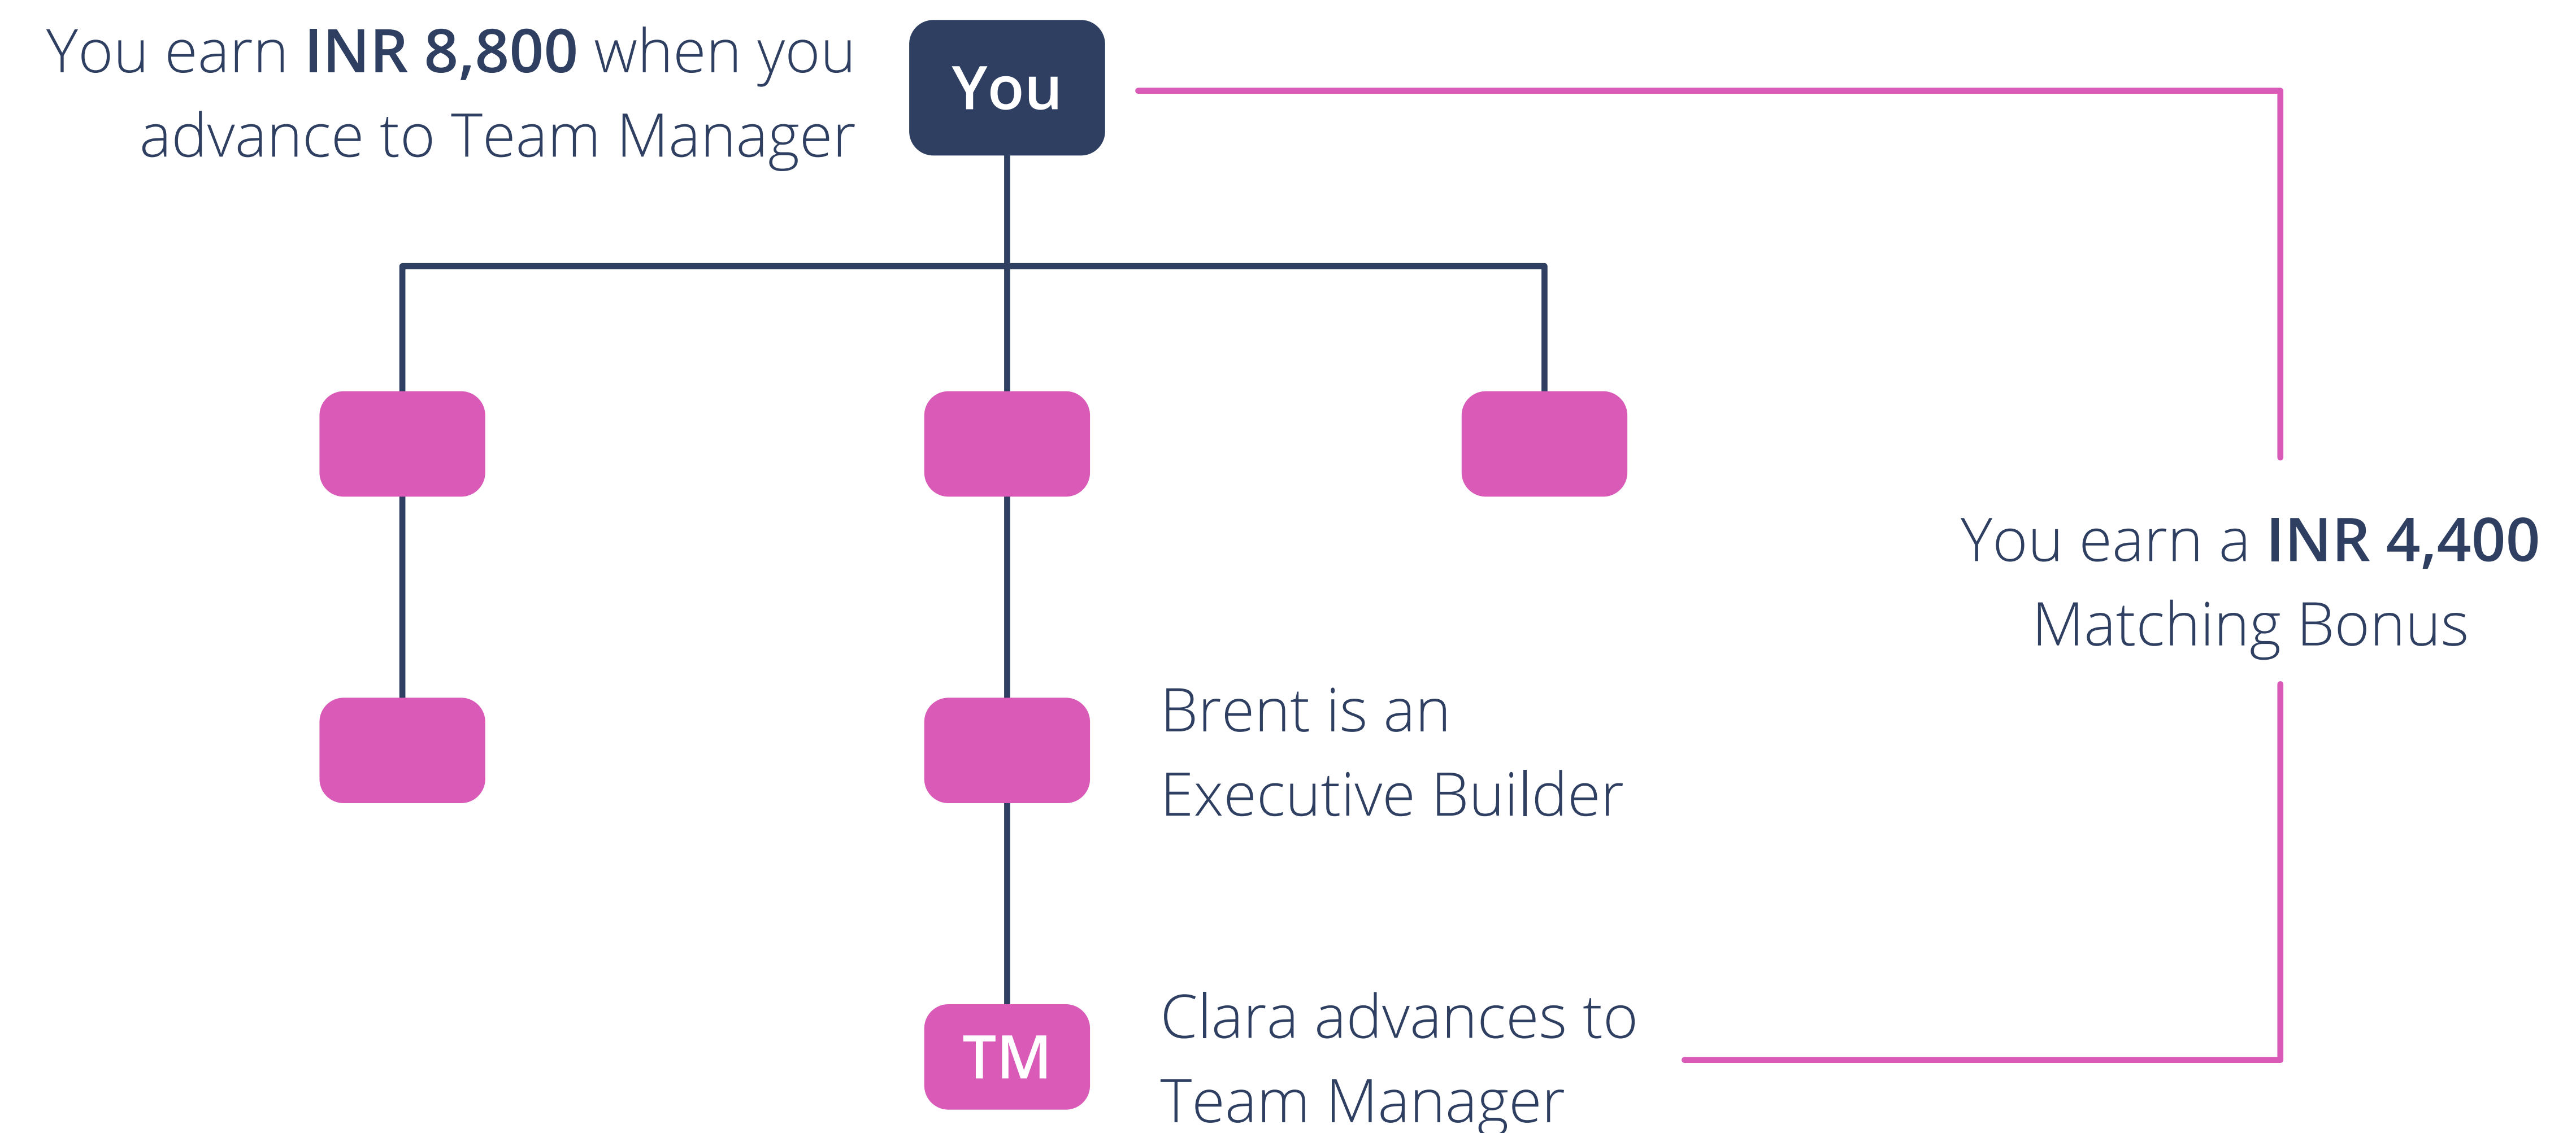 You earn INR 8,800 when you
advance to Team Manager
You
You earn a INR 4,400
Matching Bonus
Brent is an
Executive Builder
TM
Clara advances to
Team Manager